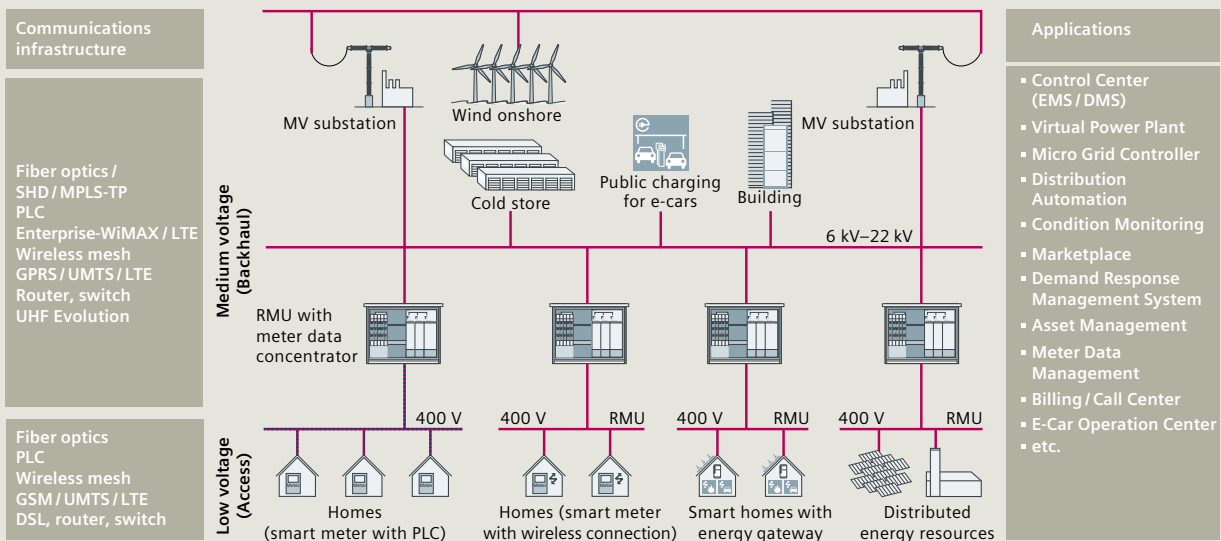 Communications
infrastructure
Fiber optics /
SHD / MPLS-TP
PLC
Enterprise-WiMAX / LTE
Wireless mesh
GPRS / UMTS / LTE
Router, switch
UHF Evolution
Fiber optics
PLC
Wireless mesh
GSM / UMTS / LTE
DSL, router, switch
Medium voltage
(Backhaul)
Low voltage
(Access)
MV substation
Wind onshore
MV substation
Cold store
Public charging
for e-cars
Building
6 kV–22 kV
RMU with
meter data
concentrator
400 V
400 V
RMU
400 V
RMU
400 V
RMU
Meter
Meter
Meter
Meter
Meter
Homes
(smart meter with PLC)
Homes (smart meter
with wireless connection)
Smart homes with
energy gateway
Distributed
energy resources
Applications
▪ Control Center
(EMS / DMS)
▪ Virtual Power Plant
▪ Micro Grid Controller
▪ Distribution
Automation
▪ Condition Monitoring
▪ Marketplace
▪ Demand Response
Management System
▪ Asset Management
▪ Meter Data
Management
▪ Billing / Call Center
▪ E-Car Operation Center
▪ etc.